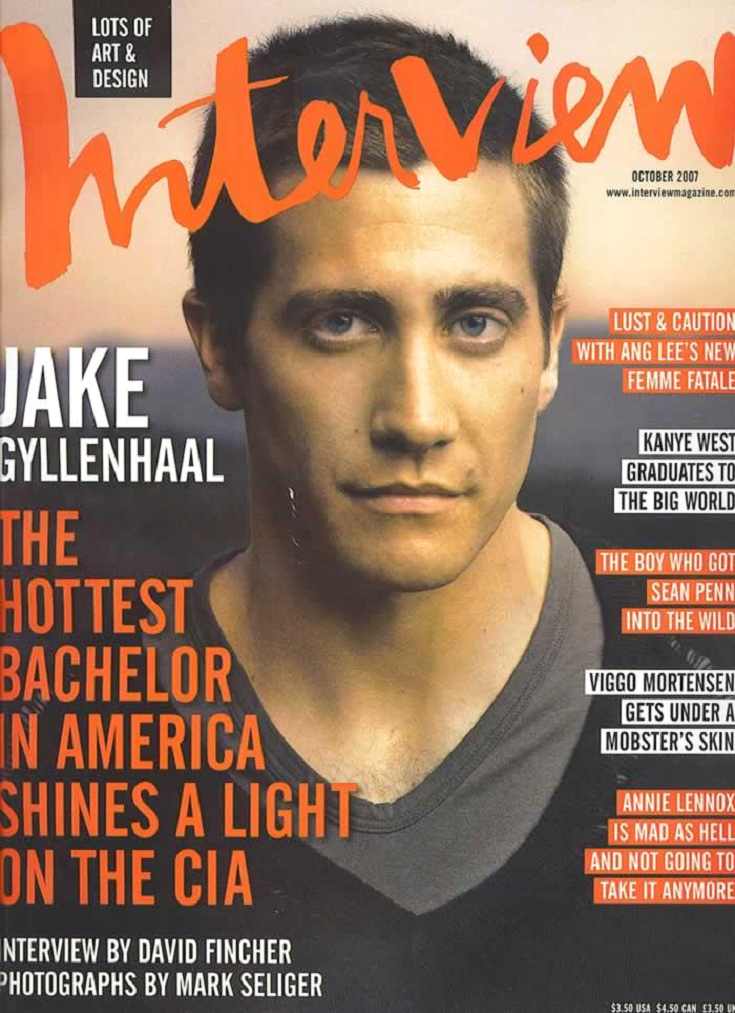 LOTS OF
ART &
DESIGN
Interview
OCTOBER 2007
www.interviewmagazine.com
JAKE
GYLLENHAAL
THE
HOTTEST
BACHELOR
IN AMERICA
SHINES A LIGHT
ON THE CIA
INTERVIEW BY DAVID FINCHER
PHOTOGRAPHS BY MARK SELIGER
LUST & CAUTION
WITH ANG LEE'S NEW
FEMME FATALE
KANYE WEST
GRADUATES TO
THE BIG WORLD
THE BOY WHO GOT
SEAN PENN
INTO THE WILD
VIGGO MORTENSEN
GETS UNDER A
MOBSTER'S SKIN
ANNIE LENNOX
IS MAD AS HELL
AND NOT GOING TO
TAKE IT ANYMORE
$3.50 USA $4.50 CAN £3.50 UK